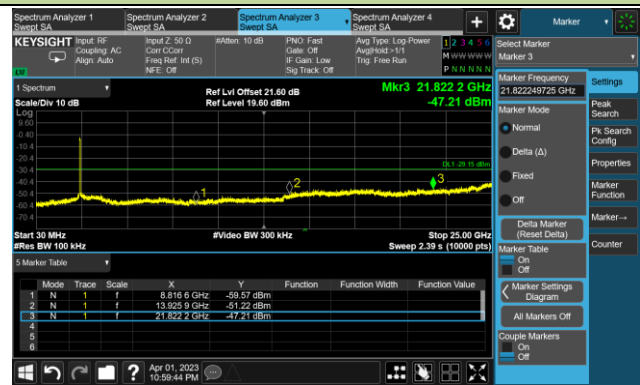 Spectrum Analyzer 1
Swept SA
Spectrum Analyzer 2
Swept SA
Spectrum Analyzer 3
Swept SA
Spectrum Analyzer 4
Swept SA
+
Marker
KEYSIGHT
Input: RF
Coupling: AC
Align: Auto
Input Z: 50 Ω
Corr CCorr
Freq Ref: Int (S)
NFE: Off
#Atten: 10 dB
PNO: Fast
Gate: Off
IF Gain: Low
Sig Track: Off
Avg Type: Log-Power
Avg|Hold:>1/1
Trig: Free Run
1 2 3 4 5 6
M W W W W W
P N N N N N
Select Marker
Marker 3
1 Spectrum
Scale/Div 10 dB
Log
Ref Lvl Offset 21.60 dB
Ref Level 19.60 dBm
Mkr3 21.822 2 GHz
-47.21 dBm
9.60
-0.40
-10.4
-20.4
-30.4
-40.4
-50.4
-60.4
-70.4
DL1 -29.15 dBm
1
2
3
Start 30 MHz
#Res BW 100 kHz
#Video BW 300 kHz
Stop 25.00 GHz
Sweep 2.39 s (10000 pts)
5 Marker Table
Mode Trace Scale X Y Function Function Width Function Value
1 N 1 f 8.816 6 GHz -59.57 dBm
2 N 1 f 13.925 9 GHz -51.22 dBm
3 N 1 f 21.822 2 GHz -47.21 dBm
4
5
6
Marker Frequency
21.822249725 GHz
Marker Mode
Normal
Delta (Δ)
Fixed
Off
Delta Marker
(Reset Delta)
Marker Table
On
Off
Marker Settings
Diagram
All Markers Off
Couple Markers
On
Off
Settings
Peak
Search
Pk Search
Config
Properties
Marker
Function
Marker→
Counter
?
Apr 01, 2023
10:59:44 PM